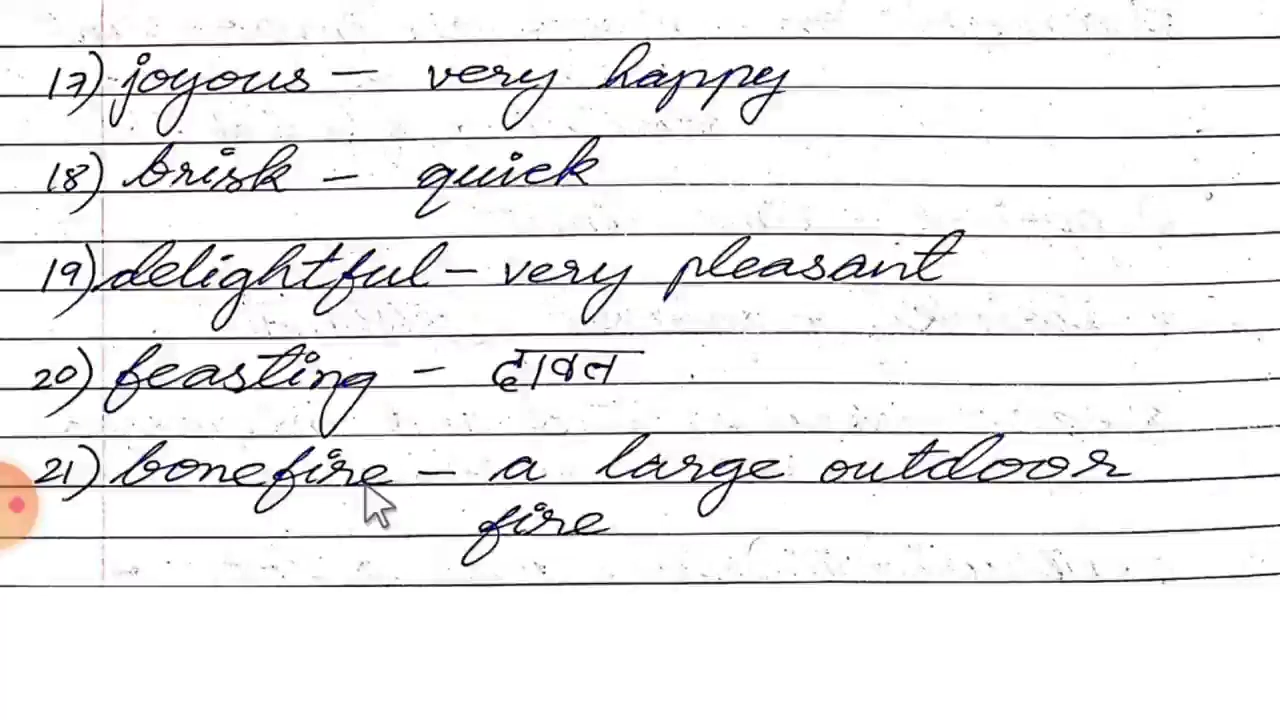 17) joyous - very happy
18) brisk - quick
19) delightful - very pleasant
20) feasting - दावत
21) bonefire - a large outdoor
fire